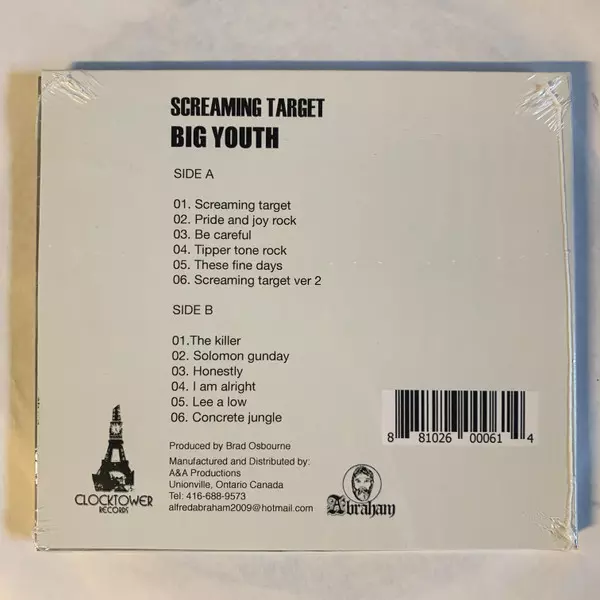 SCREAMING TARGET
BIG YOUTH
SIDE A
01. Screaming target
02. Pride and joy rock
03. Be careful
04. Tipper tone rock
05. These fine days
06. Screaming target ver 2
SIDE B
01.The killer
02. Solomon gunday
03. Honestly
04. I am alright
05. Lee a low
06. Concrete jungle
Produced by Brad Osbourne
Manufactured and Distributed by:
A&A Productions
Unionville, Ontario Canada
Tel: 416-688-9573
alfredabraham2009@hotmail.com
CLOCKTOWER
RECORDS
Abraham
8 81026 00061 4